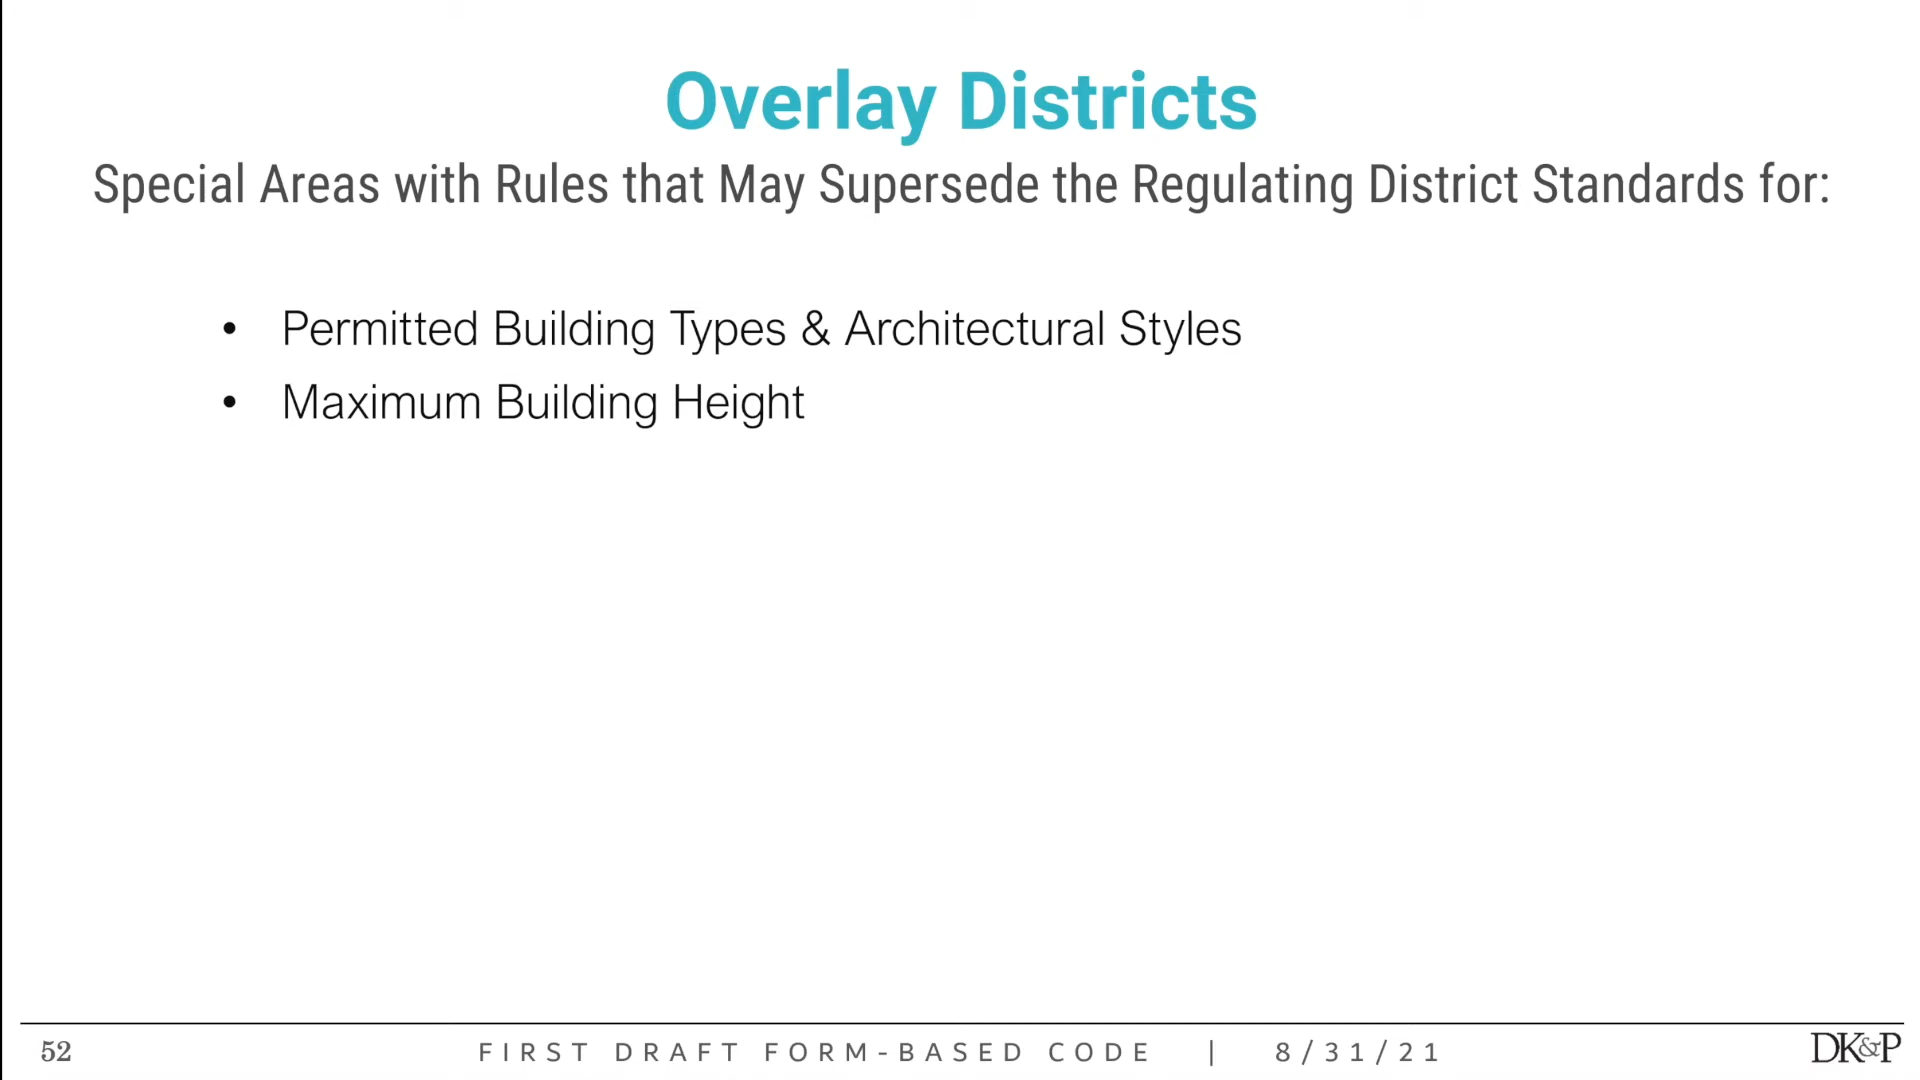 Overlay Districts
Special Areas with Rules that May Supersede the Regulating District Standards for:
• Permitted Building Types & Architectural Styles
• Maximum Building Height
52
FIRST DRAFT FORM-BASED CODE | 8/31/21
DK&P